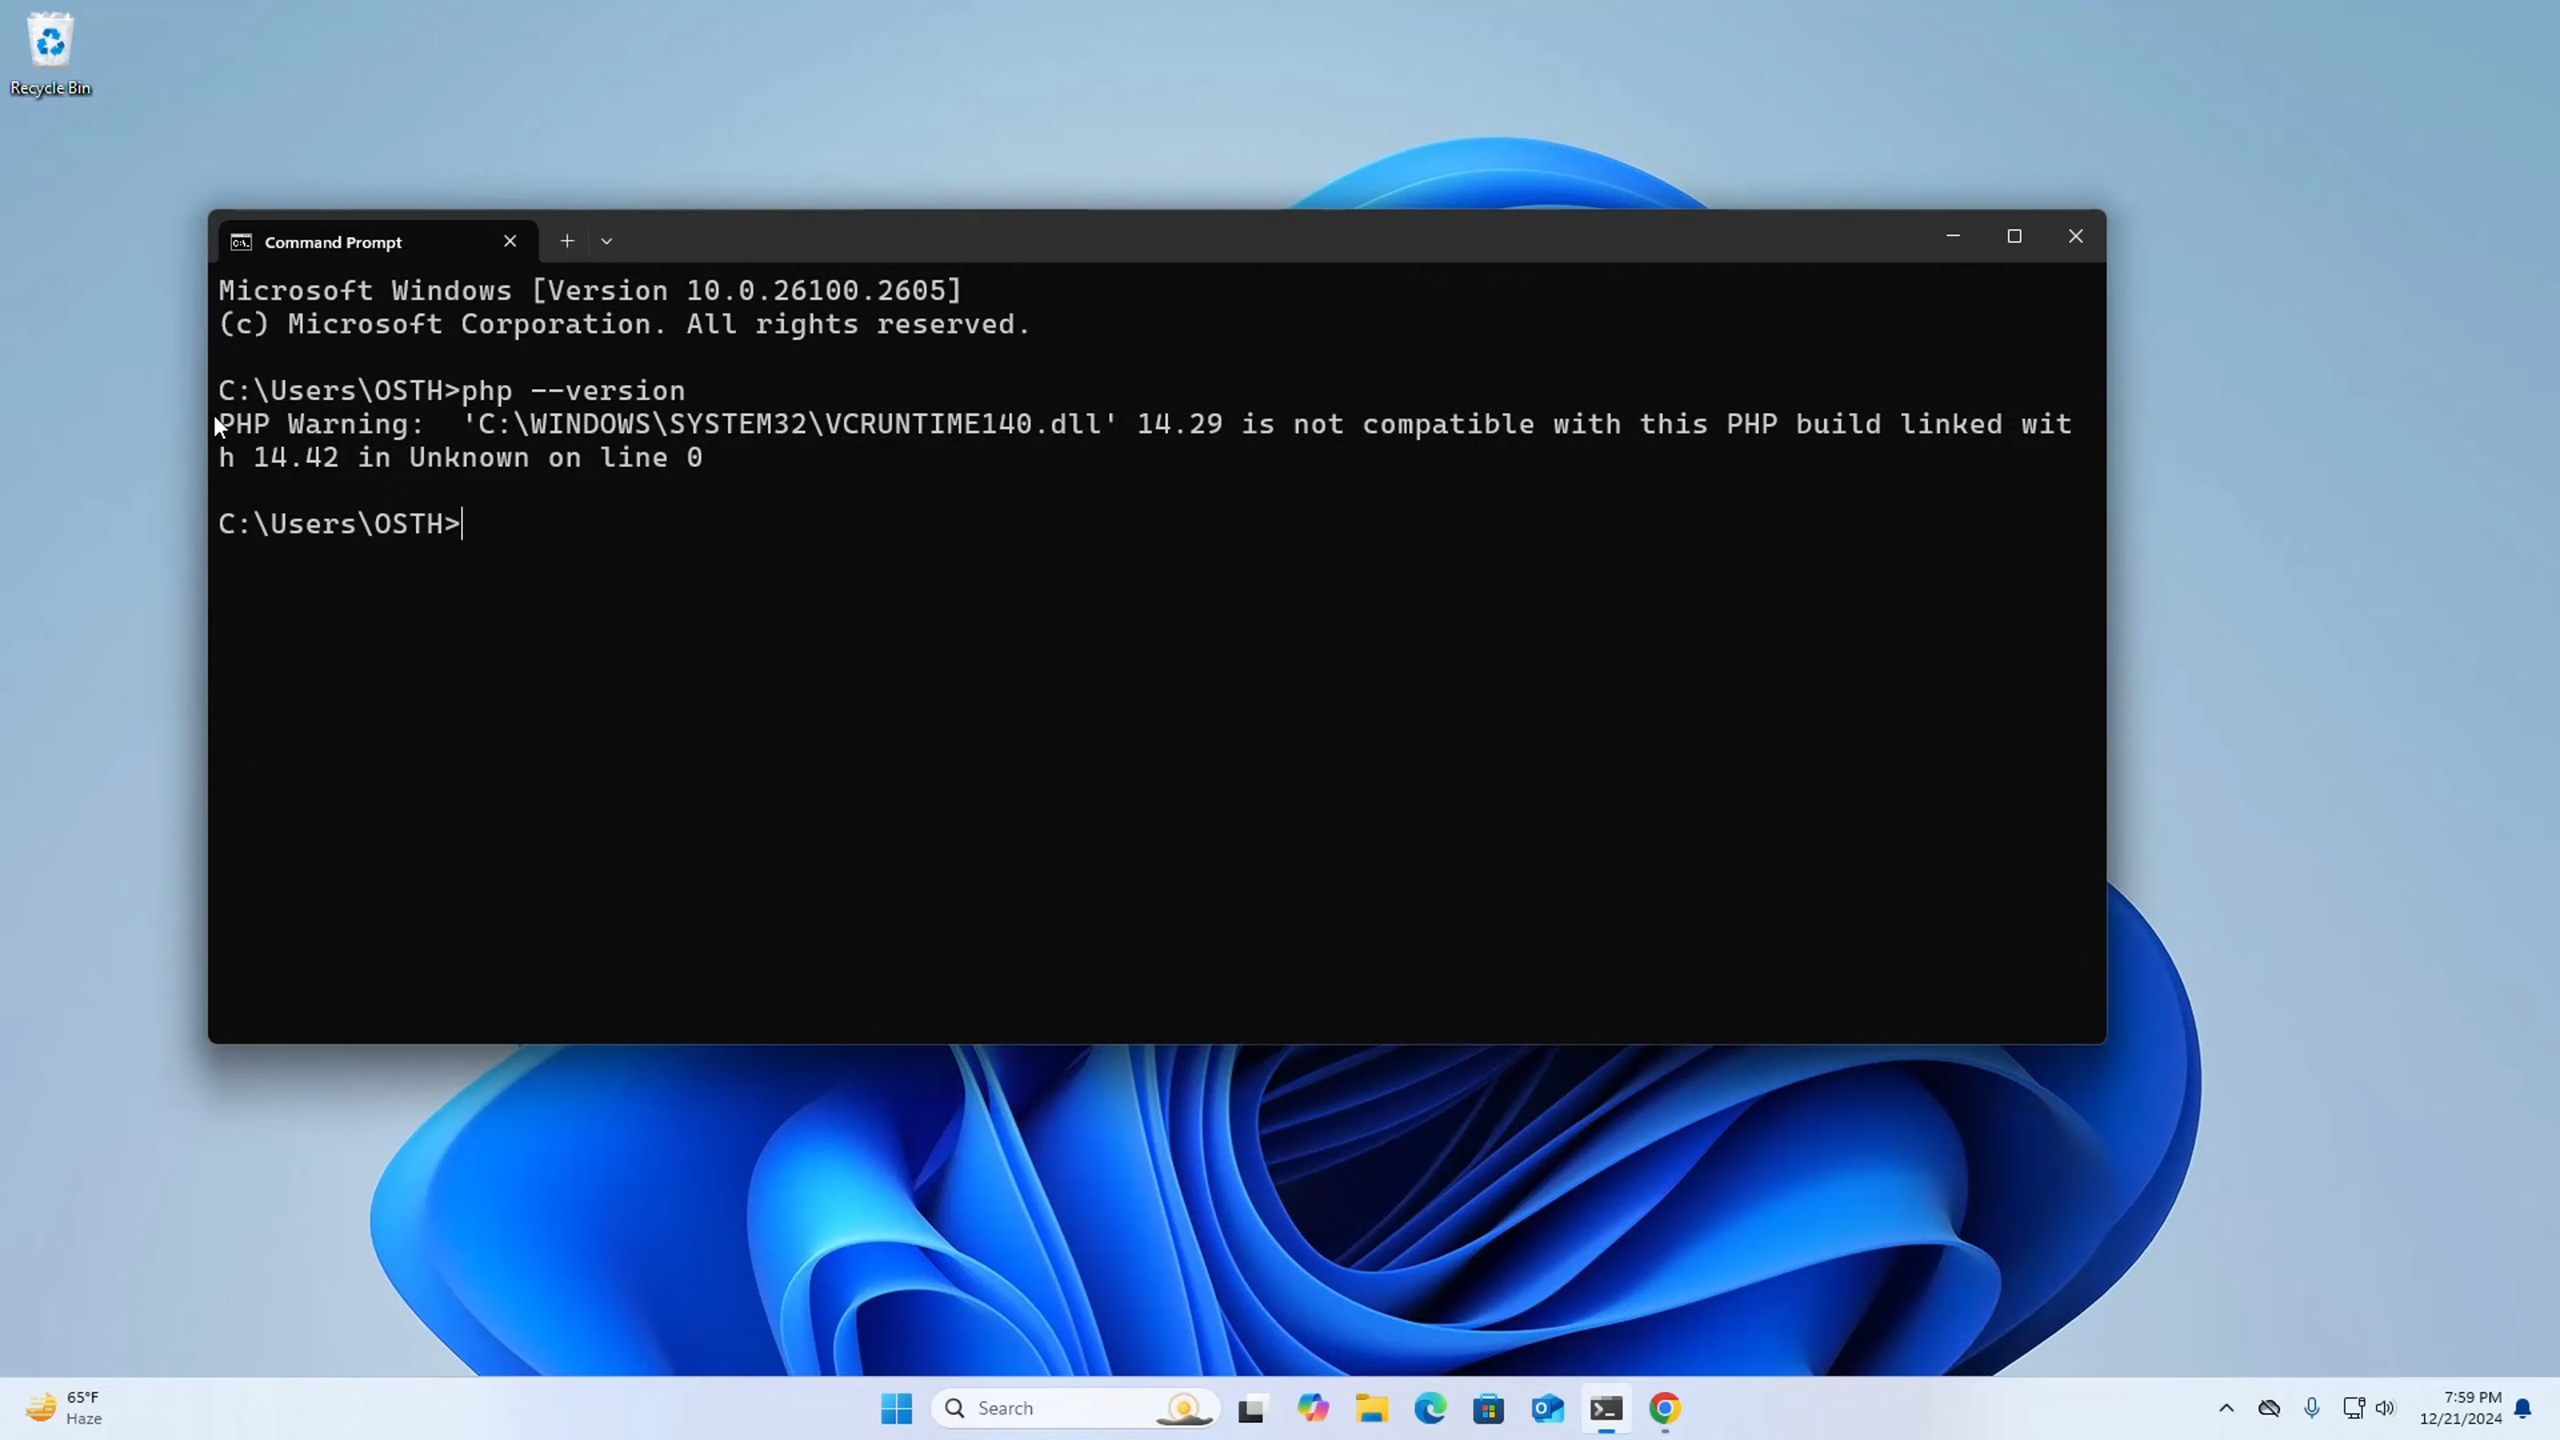 Recycle Bin
Command Prompt
Microsoft Windows [Version 10.0.26100.2605]
(c) Microsoft Corporation. All rights reserved.
C:\Users\OSTH>php --version
PHP Warning:  'C:\WINDOWS\SYSTEM32\VCRUNTIME140.dll' 14.29 is not compatible with this PHP build linked wit
h 14.42 in Unknown on line 0
C:\Users\OSTH>
65°F
Haze
Search
7:59 PM
12/21/2024